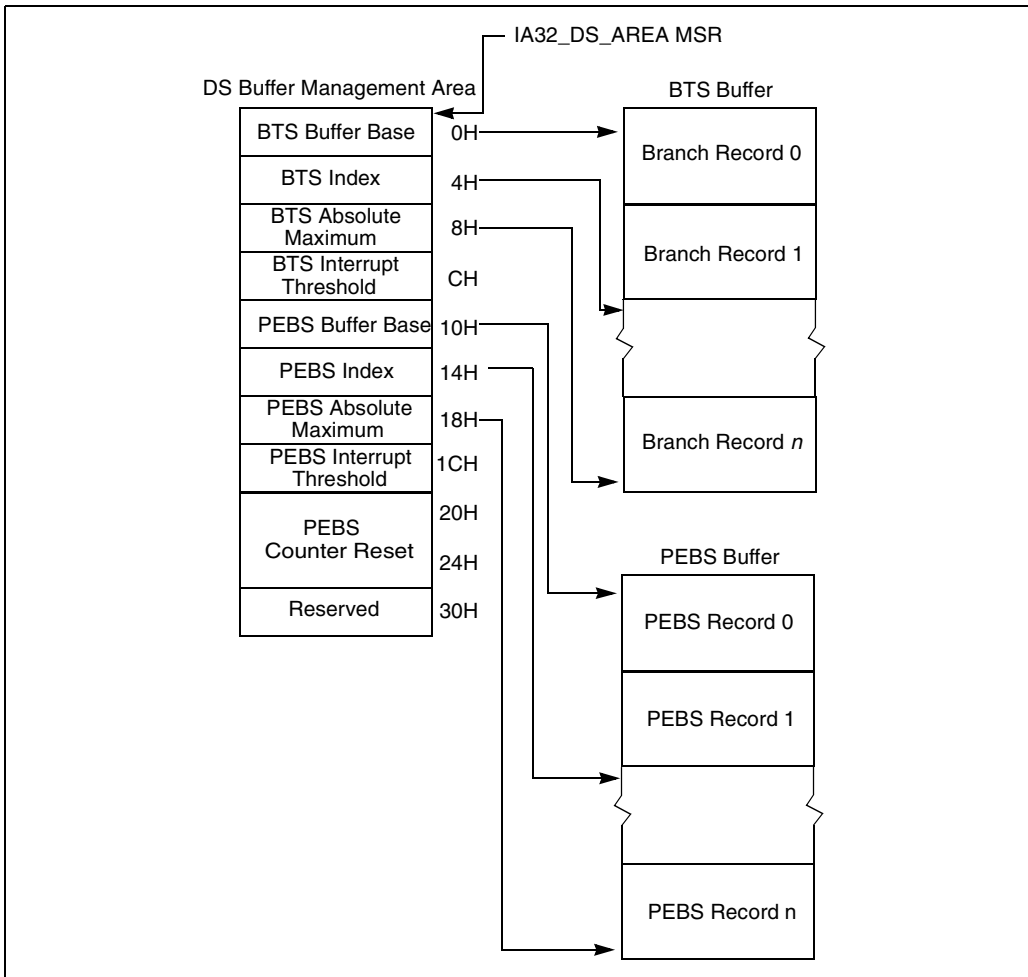 IA32_DS_AREA MSR
DS Buffer Management Area
BTS Buffer Base 0H
BTS Index 4H
BTS Absolute
Maximum 8H
BTS Interrupt
Threshold CH
PEBS Buffer Base 10H
PEBS Index 14H
PEBS Absolute
Maximum 18H
PEBS Interrupt
Threshold 1CH
20H
PEBS
Counter Reset
24H
Reserved 30H
BTS Buffer
Branch Record 0
Branch Record 1
Branch Record n
PEBS Buffer
PEBS Record 0
PEBS Record 1
PEBS Record n